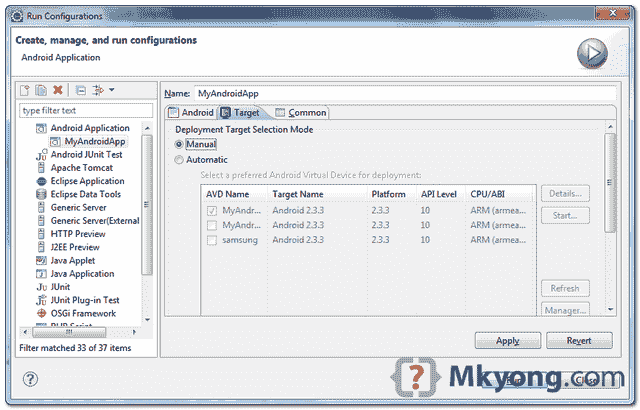 Run Configurations
Create, manage, and run configurations
Android Application
type filter text
Android Application
MyAndroidApp
Android JUnit Test
Apache Tomcat
Eclipse Application
Eclipse Data Tools
Generic Server
Generic Server(External
HTTP Preview
J2EE Preview
Java Applet
Java Application
JUnit
JUnit Plug-in Test
OSGi Framework
Filter matched 33 of 37 items
Name: MyAndroidApp
Android Target Common
Deployment Target Selection Mode
Manual
Automatic
Select a preferred Android Virtual Device for deployment:
AVD Name Target Name Platform API Level CPU/ABI
MyAndr... Android 2.3.3 2.3.3 10 ARM (armea...
MyAndr... Android 2.3.3 2.3.3 10 ARM (armea...
samsung Android 2.3.3 2.3.3 10 ARM (armea...
Details...
Start...
Refresh
Manager...
Apply Revert
Close
{?} Mkyong.com
?